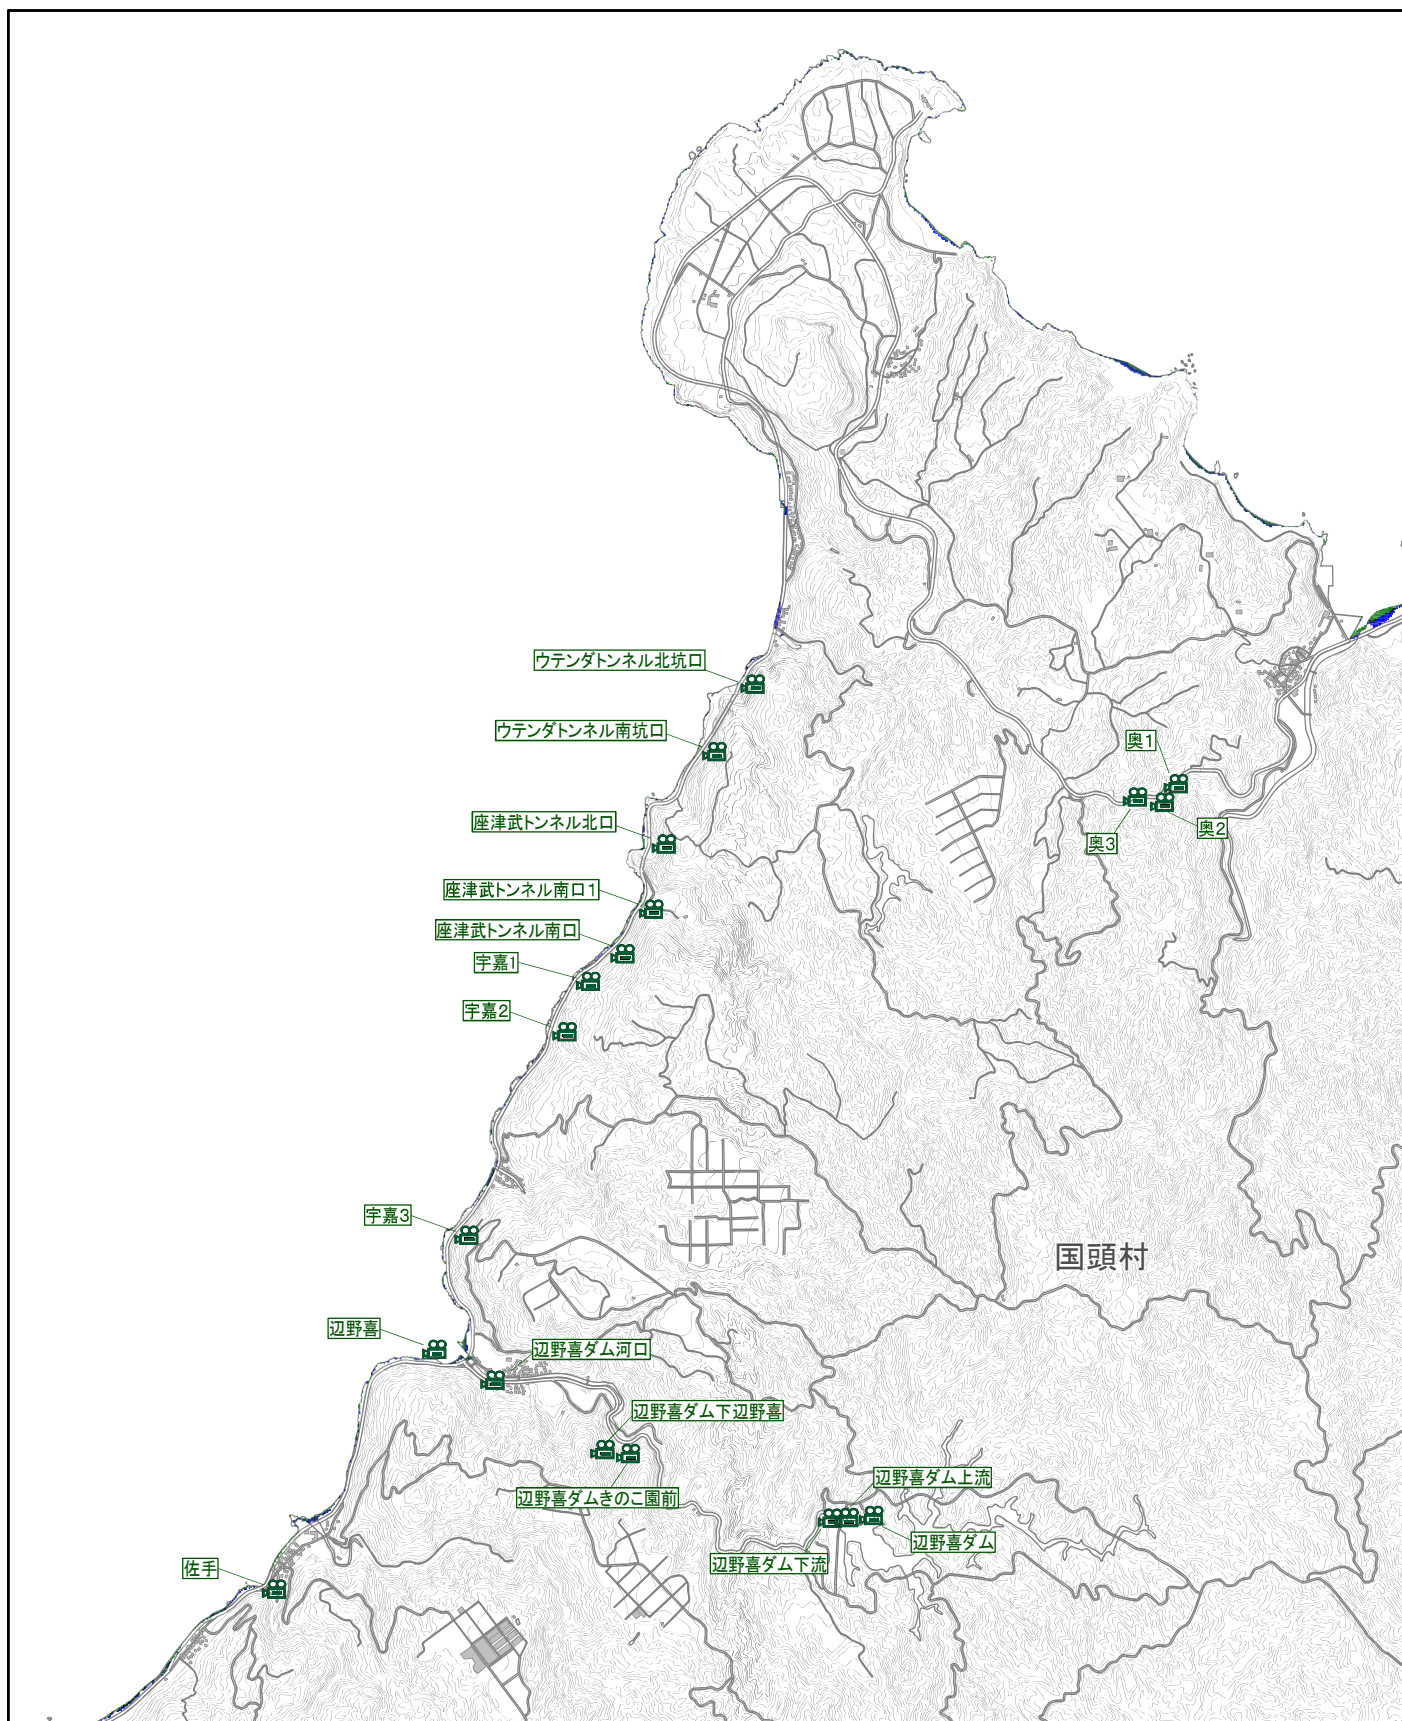 ウテンダトンネル北坑口
ウテンダトンネル南坑口
奥1
座津武トンネル北口
奥2
奥3
座津武トンネル南口1
座津武トンネル南口
宇嘉1
宇嘉2
宇嘉3
国頭村
辺野喜
辺野喜ダム河口
辺野喜ダム下辺野喜
辺野喜ダム上流
辺野喜ダムきのこ園前
辺野喜ダム
辺野喜ダム下流
佐手